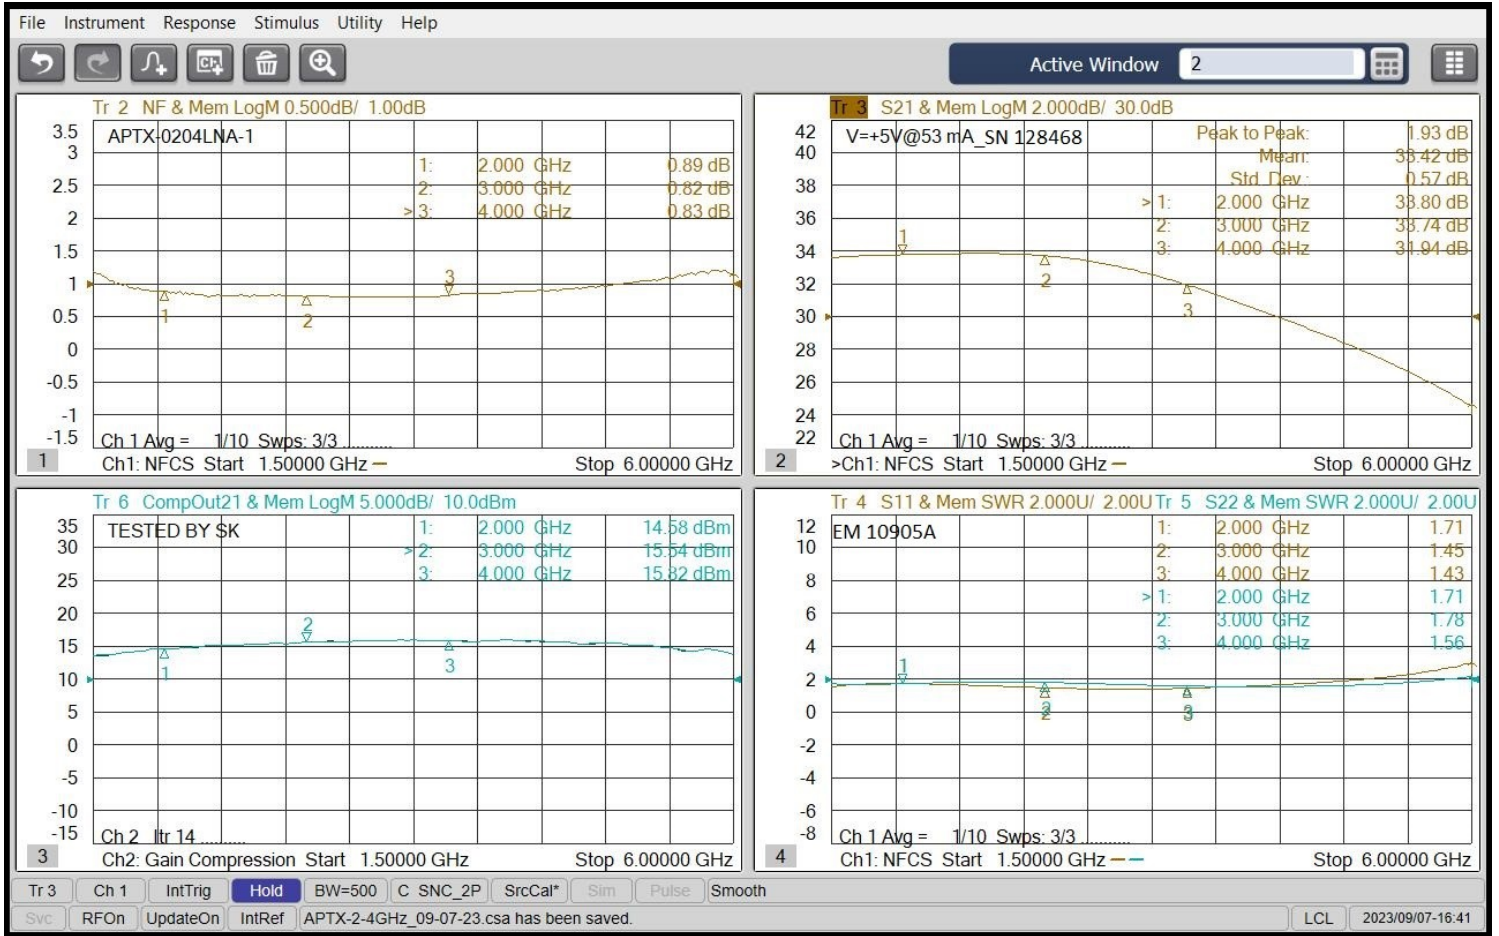 File Instrument Response Stimulus Utility Help
Active Window 2
Tr 2 NF & Mem LogM 0.500dB/ 1.00dB
APTX-0204LNA-1
1: 2.000 GHz 0.89 dB
2: 3.000 GHz 0.82 dB
> 3: 4.000 GHz 0.83 dB
3.5
3
2.5
2
1.5
1
0.5
0
-0.5
-1
-1.5
1
2
3
Ch 1 Avg = 1/10 Swps: 3/3 ..........
1 Ch1: NFCS Start 1.50000 GHz Stop 6.00000 GHz
Tr 3 S21 & Mem LogM 2.000dB/ 30.0dB
V=+5V@53 mA_SN 128468
Peak to Peak: 1.93 dB
Mean: 33.42 dB
Std. Dev.: 0.57 dB
> 1: 2.000 GHz 33.80 dB
2: 3.000 GHz 33.74 dB
3: 4.000 GHz 31.94 dB
42
40
38
36
34
32
30
28
26
24
22
1
2
3
Ch 1 Avg = 1/10 Swps: 3/3 ..........
2 >Ch1: NFCS Start 1.50000 GHz Stop 6.00000 GHz
Tr 6 CompOut21 & Mem LogM 5.000dB/ 10.0dBm
TESTED BY SK
1: 2.000 GHz 14.58 dBm
> 2: 3.000 GHz 15.54 dBm
3: 4.000 GHz 15.82 dBm
35
30
25
20
15
10
5
0
-5
-10
-15
1
2
3
Ch 2 Itr 14 ..........
3 Ch2: Gain Compression Start 1.50000 GHz Stop 6.00000 GHz
Tr 4 S11 & Mem SWR 2.000U/ 2.00U Tr 5 S22 & Mem SWR 2.000U/ 2.00U
EM 10905A
1: 2.000 GHz 1.71
2: 3.000 GHz 1.45
3: 4.000 GHz 1.43
> 1: 2.000 GHz 1.71
2: 3.000 GHz 1.78
3: 4.000 GHz 1.56
12
10
8
6
4
2
0
-2
-4
-6
-8
1
2
3
Ch 1 Avg = 1/10 Swps: 3/3 ..........
4 Ch1: NFCS Start 1.50000 GHz Stop 6.00000 GHz
Tr 3 Ch 1 IntTrig Hold BW=500 C SNC_2P SrcCal* Sim Pulse Smooth
Svc RFOn UpdateOn IntRef APTX-2-4GHz_09-07-23.csa has been saved. LCL 2023/09/07-16:41